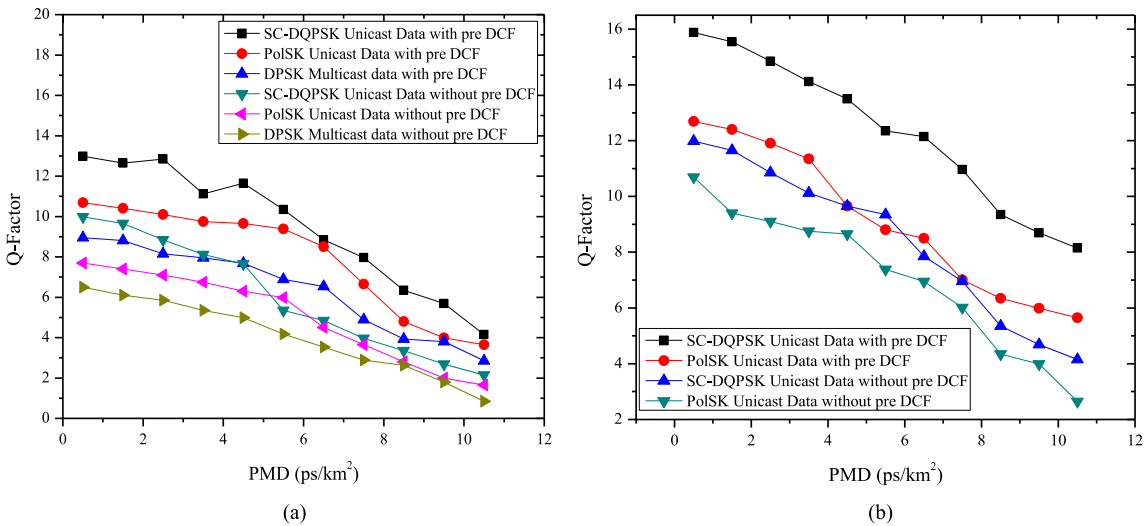 20
18
16
14
12
10
8
6
4
2
0
Q-Factor
SC-DQPSK Unicast Data with pre DCF
PolSK Unicast Data with pre DCF
DPSK Multicast data with pre DCF
SC-DQPSK Unicast Data without pre DCF
PolSK Unicast Data without pre DCF
DPSK Multicast data without pre DCF
0 2 4 6 8 10 12
PMD (ps/km²)
(a)
16
14
12
10
8
6
4
2
Q-Factor
SC-DQPSK Unicast Data with pre DCF
PolSK Unicast Data with pre DCF
SC-DQPSK Unicast Data without pre DCF
PolSK Unicast Data without pre DCF
0 2 4 6 8 10 12
PMD (ps/km²)
(b)